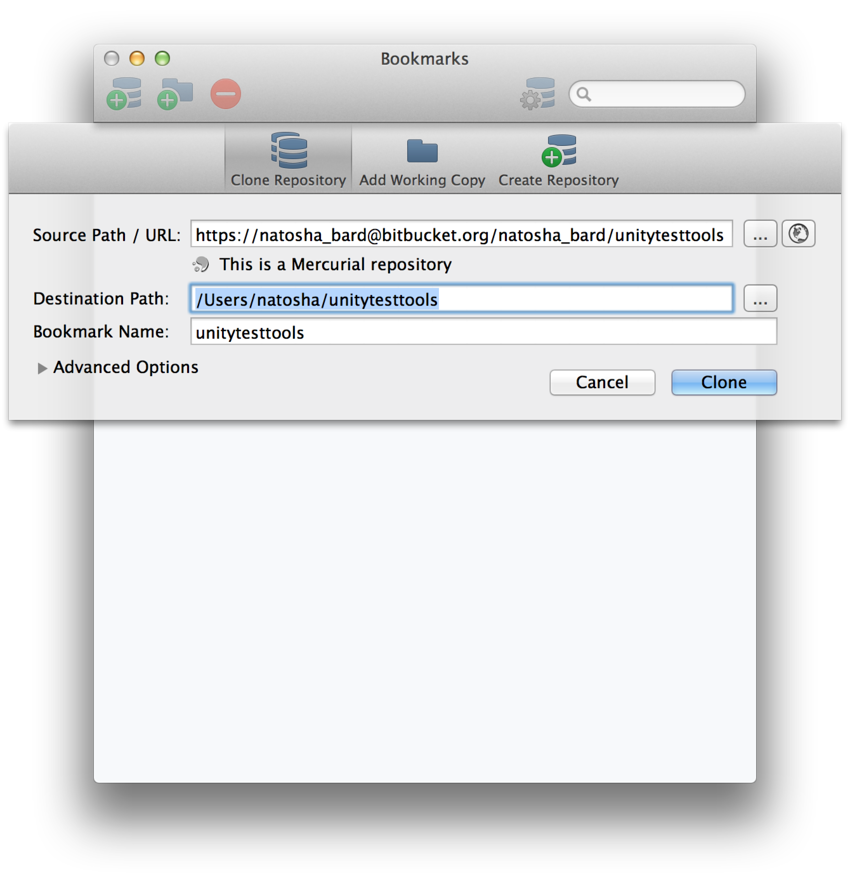 Bookmarks
Clone Repository Add Working Copy Create Repository
Source Path / URL: https://natosha_bard@bitbucket.org/natosha_bard/unitytesttools ...
This is a Mercurial repository
Destination Path: /Users/natosha/unitytesttools ...
Bookmark Name: unitytesttools
Advanced Options
Cancel Clone